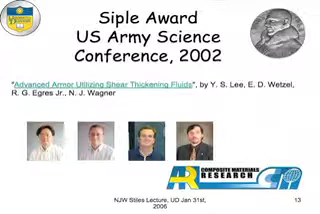 Siple Award
US Army Science
Conference, 2002
"Advanced Armor Utilizing Shear Thickening Fluids", by Y. S. Lee, E. D. Wetzel,
R. G. Egres Jr., N. J. Wagner
COMPOSITE MATERIALS
RESEARCH
NJW Stiles Lecture, UD Jan 31st,
2006
13